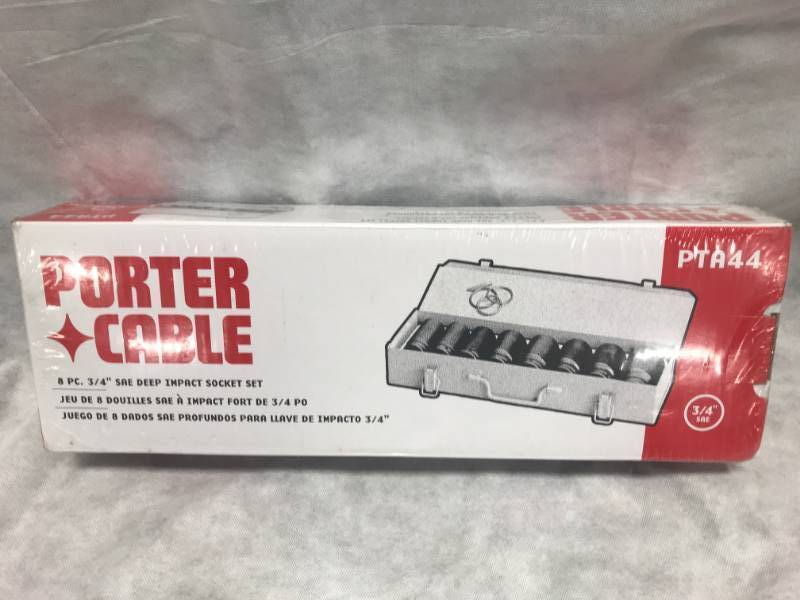 PTA44
PORTER
PORTER
CABLE
PTA44
8 PC. 3/4" SAE DEEP IMPACT SOCKET SET
JEU DE 8 DOUILLES SAE À IMPACT FORT DE 3/4 PO
JUEGO DE 8 DADOS SAE PROFUNDOS PARA LLAVE DE IMPACTO 3/4"
3/4"
SAE